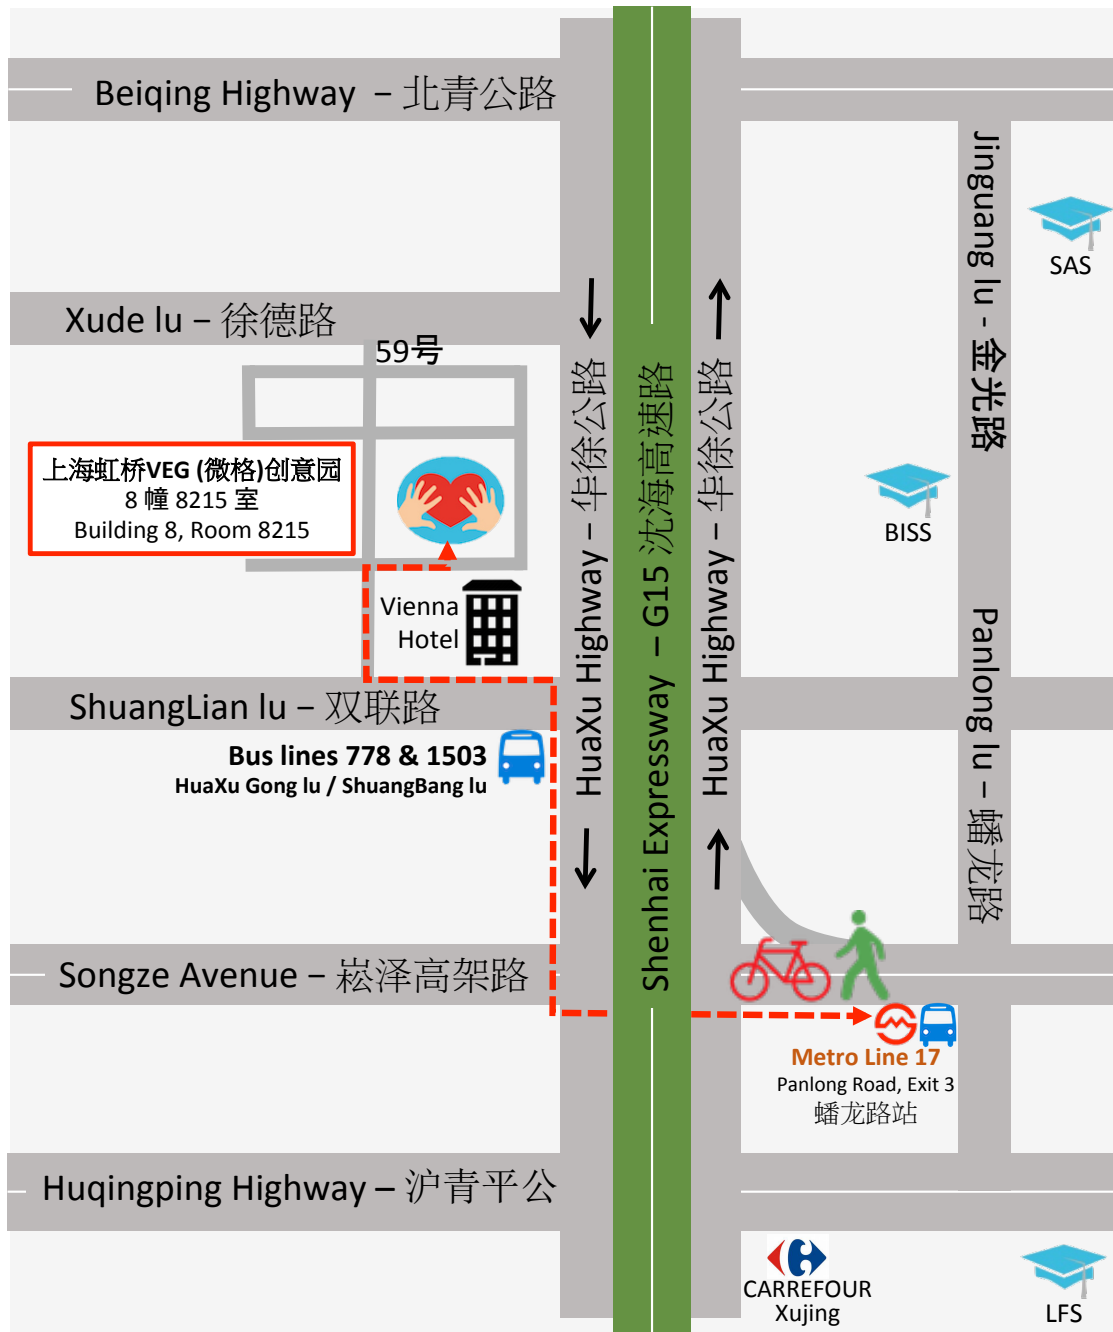 Beiqing Highway – 北青公路
Jinguang lu - 金光路
SAS
Xude lu – 徐德路
59号
上海虹桥VEG (微格)创意园
8 幢 8215 室
Building 8, Room 8215
HuaXu Highway – 华徐公路
Shenhai Expressway – G15 沈海高速路
HuaXu Highway – 华徐公路
BISS
Vienna
Hotel
Panlong lu – 蟠龙路
ShuangLian lu – 双联路
Bus lines 778 & 1503
HuaXu Gong lu / ShuangBang lu
Songze Avenue – 崧泽高架路
Metro Line 17
Panlong Road, Exit 3
蟠龙路站
Huqingping Highway – 沪青平公
CARREFOUR
Xujing
LFS